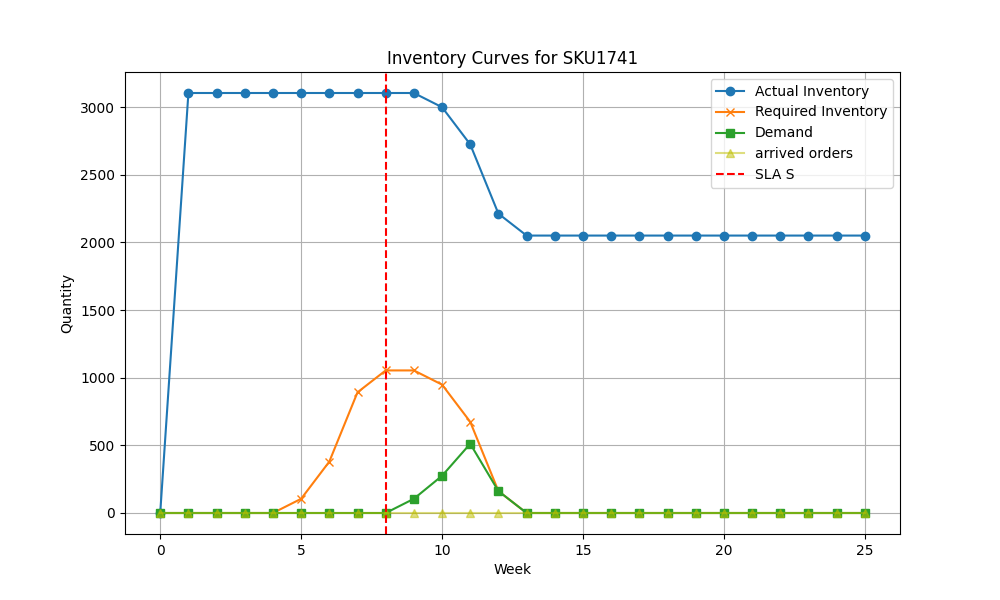 Inventory Curves for SKU1741
Actual Inventory
Required Inventory
Demand
arrived orders
SLA S
Quantity
3000
2500
2000
1500
1000
500
0
0 5 10 15 20 25
Week